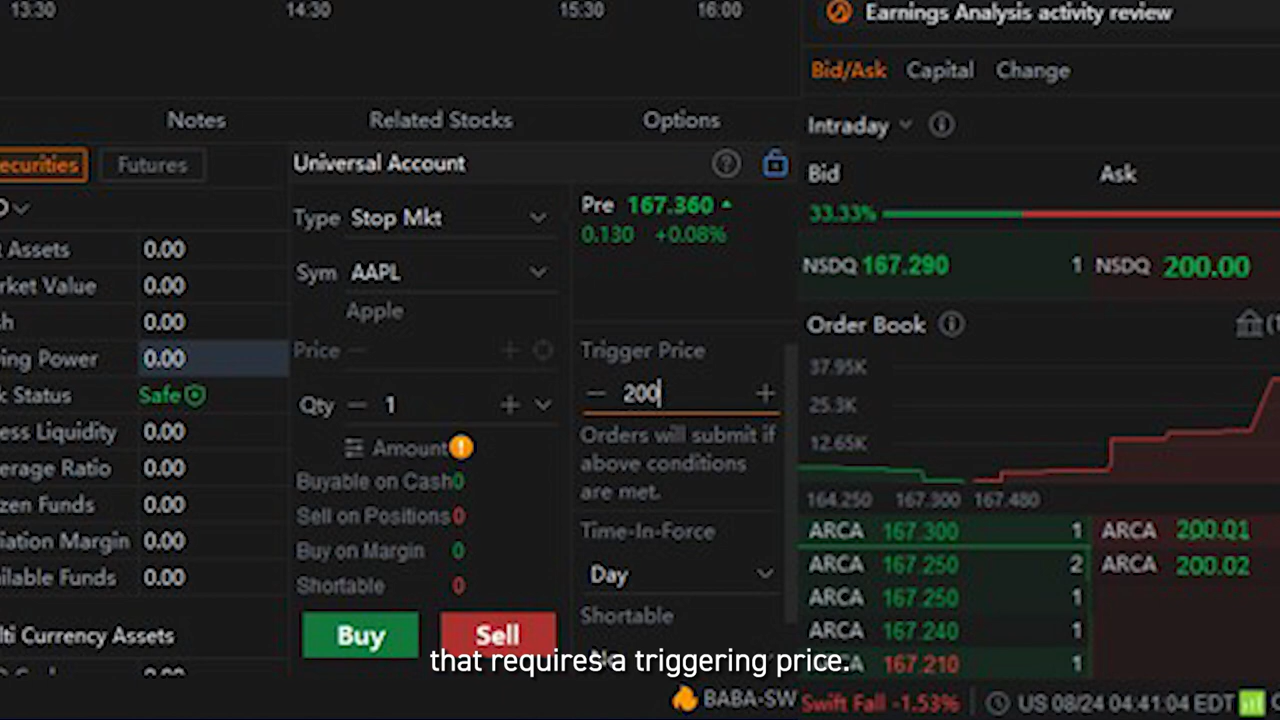 13:30 14:30 15:30 16:00
Earnings Analysis activity review
Bid/Ask Capital Change
Notes Related Stocks Options
Intraday
ecurities Futures
Universal Account
Bid Ask
33.33%
Type Stop Mkt
Pre 167.360
0.130 +0.08%
Assets 0.00
NSDQ 167.290 1 NSDQ 200.00
Sym AAPL
rket Value 0.00
Apple
h 0.00
Order Book
Price
Trigger Price
ing Power 0.00
37.95K
Status Safe
200
Qty 1
25.3K
ess Liquidity 0.00
Orders will submit if
above conditions
are met.
Amount
12.65K
erage Ratio 0.00
Buyable on Cash 0
164.250 167.300 167.480
zen Funds 0.00
Sell on Positions 0
Time-In-Force
ARCA 167.300 1 ARCA 200.01
iation Margin 0.00
Buy on Margin 0
ARCA 167.250 2 ARCA 200.02
ilable Funds 0.00
Shortable 0
Day
ARCA 167.250 1
Shortable
ARCA 167.240 1
lti Currency Assets
Buy Sell
ARCA 167.210 1
that requires a triggering price.
BABA-SW Swift Fall -1.53% US 08/24 04:41:04 EDT